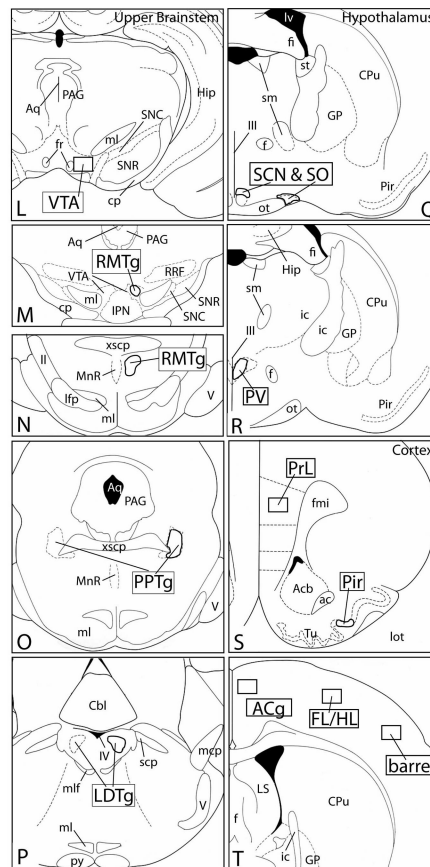 Upper Brainstem
Aq
PAG
Hip
SNC
ml
fr
SNR
cp
VTA
L
Aq
PAG
RMTg
VTA
RRF
ml
SNR
cp
IPN
SNC
M
xscp
ll
RMTg
MnR
lfp
V
ml
N
Aq
PAG
xscp
MnR
PPTg
V
ml
O
Cbl
IV
scp
mcp
mlf
LDTg
V
ml
py
P
lv
Hypothalamus
fi
st
CPu
sm
GP
III
f
SCN & SO
Pir
ot
Hip
fi
sm
CPu
ic
ic
III
GP
PV
f
Pir
ot
R
Cortex
PrL
fmi
Acb
ac
Pir
Tu
lot
S
ACg
FL/HL
barre
LS
CPu
f
ic
GP
T